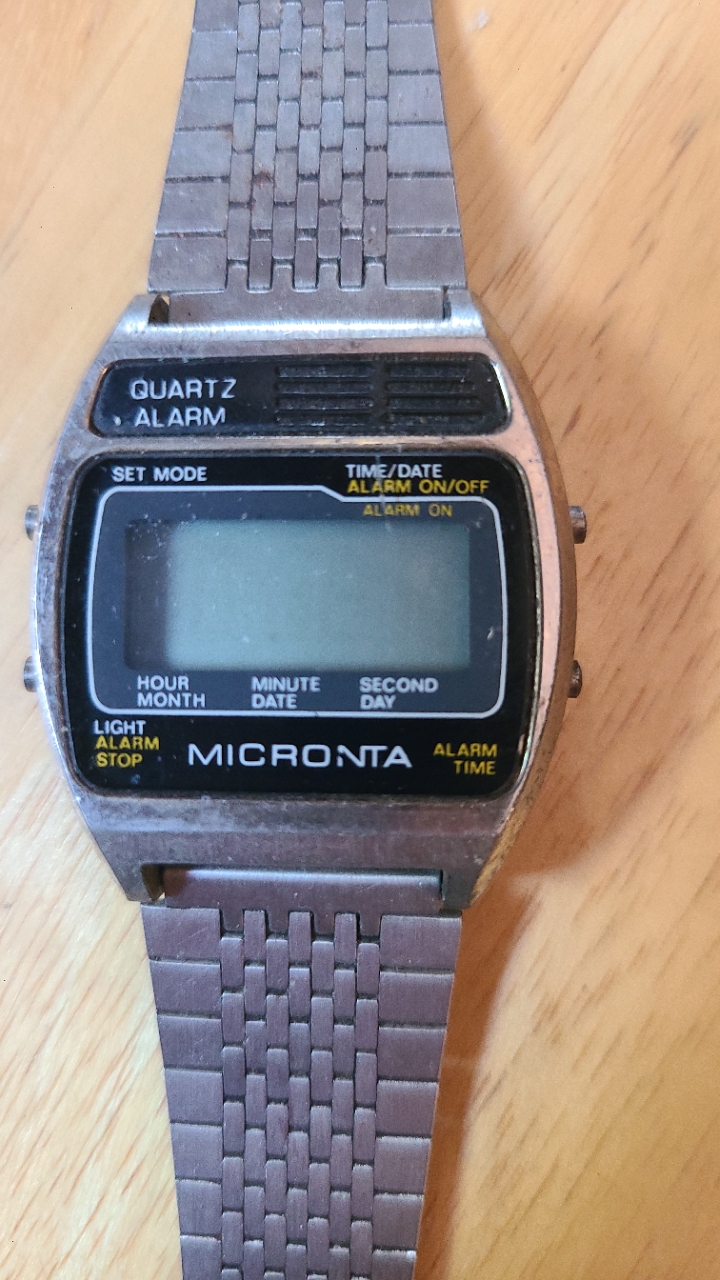 QUARTZ
ALARM
SET MODE
TIME/DATE
ALARM ON/OFF
ALARM ON
HOUR MINUTE SECOND
MONTH DATE DAY
LIGHT
ALARM
STOP
MICRONTA
ALARM
TIME